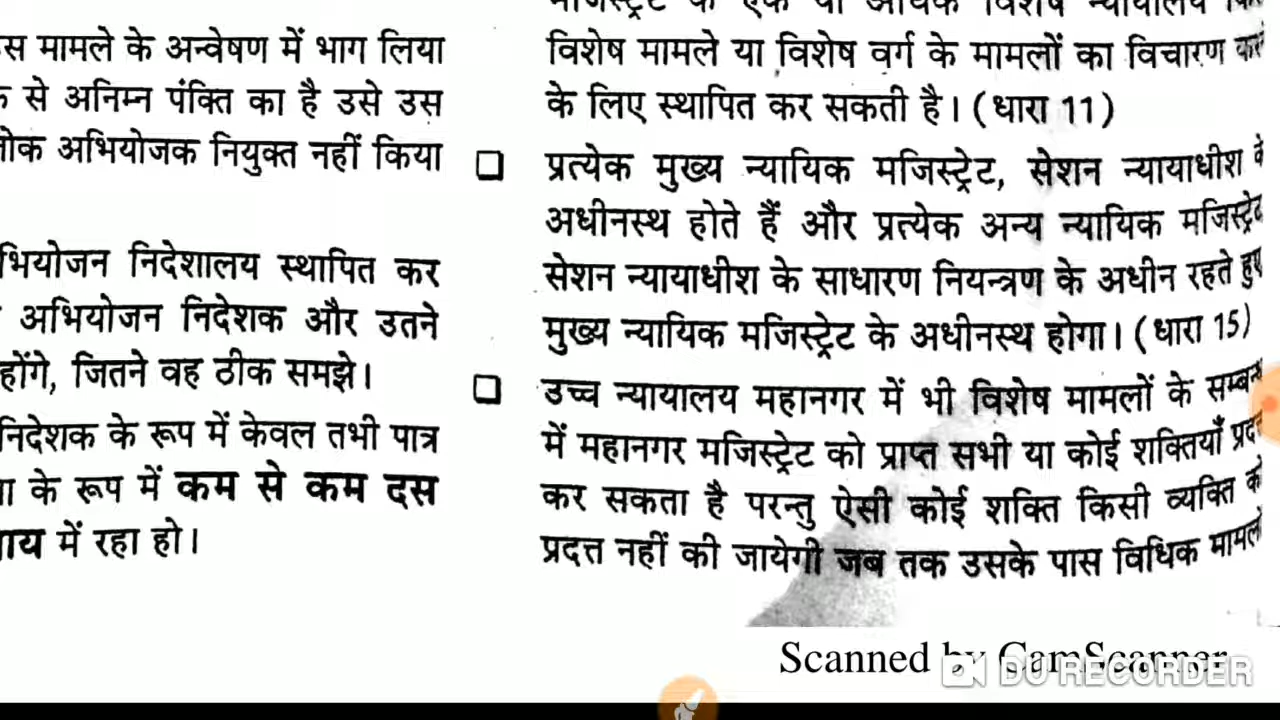 स मामले के अन्वेषण में भाग लिया
से अनिम्न पंक्ति का है उसे उस
अभियोजक नियुक्त नहीं किया
भियोजन निदेशालय स्थापित कर
अभियोजन निदेशक और उतने
होंगे, जितने वह ठीक समझे।
निदेशक के रूप में केवल तभी पात्र
के रूप में कम से कम दस
में रहा हो।
विशेष मामले या विशेष वर्ग के मामलों का विचारण
के लिए स्थापित कर सकती है। (धारा 11)
□ प्रत्येक मुख्य न्यायिक मजिस्ट्रेट, सेशन न्यायाधीश के
अधीनस्थ होते हैं और प्रत्येक अन्य न्यायिक मजिस्ट्रेट
सेशन न्यायाधीश के साधारण नियन्त्रण के अधीन रहते हुए
मुख्य न्यायिक मजिस्ट्रेट के अधीनस्थ होगा। (धारा 15)
□ उच्च न्यायालय महानगर में भी विशेष मामलों के सम्बन्ध
में महानगर मजिस्ट्रेट को प्राप्त सभी या कोई शक्तियाँ प्रदत्त
कर सकता है परन्तु ऐसी कोई शक्ति किसी व्यक्ति को
प्रदत्त नहीं की जायेगी जब तक उसके पास विधिक मामलों
Scanned by CamScanner
DU RECORDER